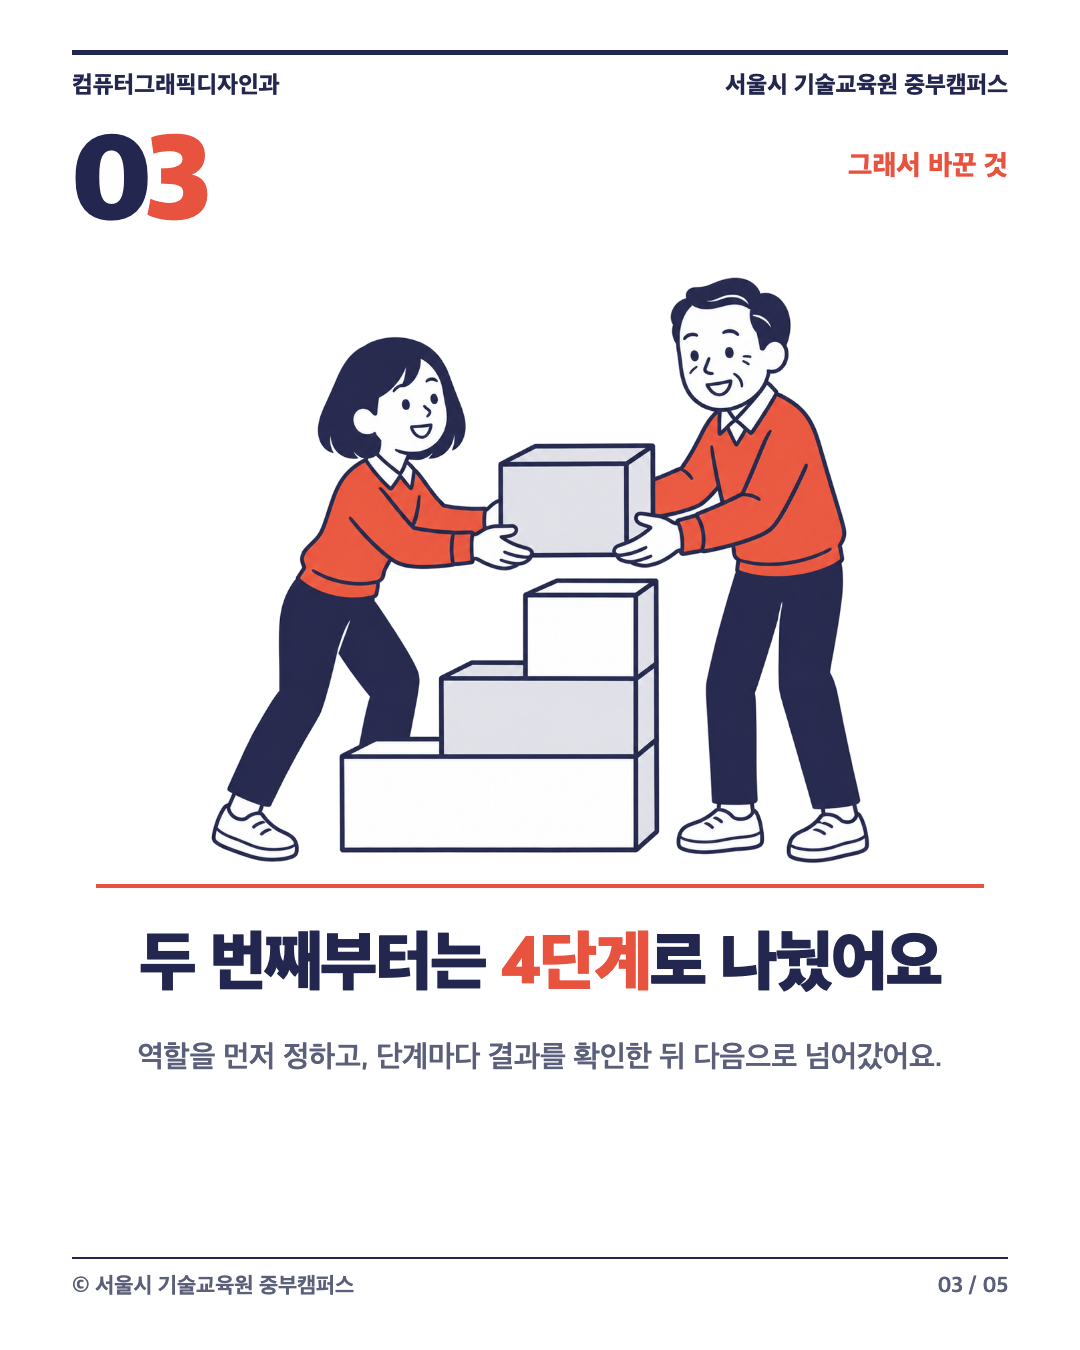 컴퓨터그래픽디자인과
서울시 기술교육원 중부캠퍼스
03
그래서 바꾼 것
두 번째부터는 4단계로 나눴어요
역할을 먼저 정하고, 단계마다 결과를 확인한 뒤 다음으로 넘어갔어요.
© 서울시 기술교육원 중부캠퍼스
03 / 05